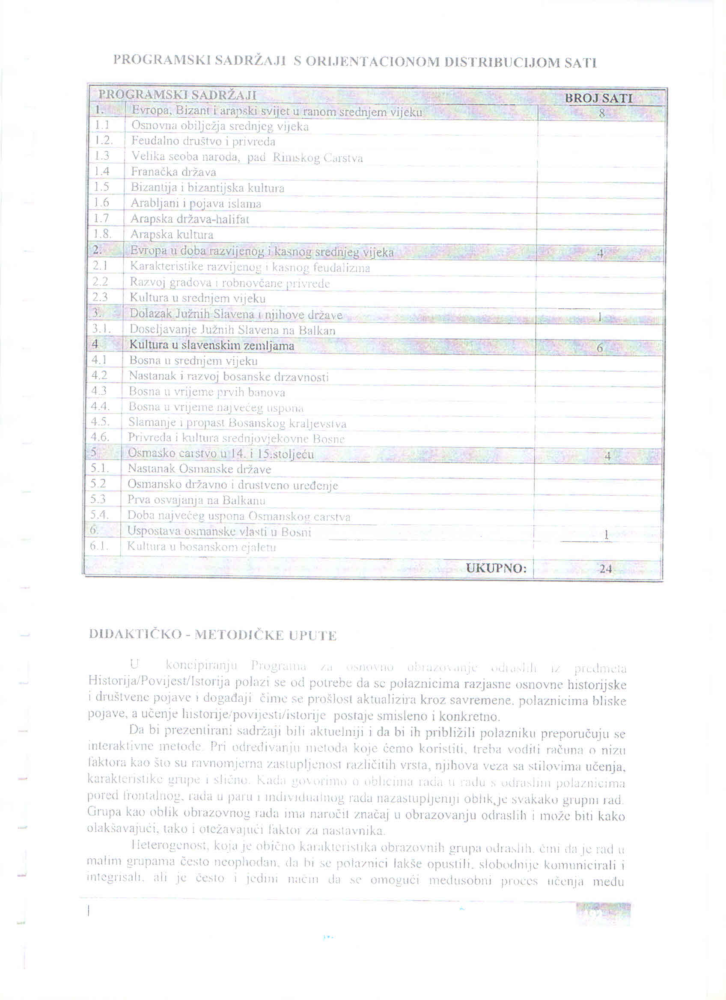 PROGRAMSKI SADRŽAJI S ORIJENTACIONOM DISTRIBUCIJOM SATI
PROGRAMSKI SADRŽAJI BROJ SATI
1. Evropa, Bizant i arapski svijet u ranom srednjem vijeku 8
1.1 Osnovna obilježja srednjeg vijeka
1.2. Feudalno društvo i privreda
1.3 Velika seoba naroda, pad Rimskog Carstva
1.4 Franačka država
1.5 Bizantija i bizantijska kultura
1.6 Arabljani i pojava islama
1.7 Arapska država-halifat
1.8. Arapska kultura
2. Evropa u doba razvijenog i kasnog srednjeg vijeka 4
2.1 Karakteristike razvijenog i kasnog feudalizma
2.2 Razvoj gradova i robnovčane privrede
2.3 Kultura u srednjem vijeku
3. Dolazak Južnih Slavena i njihove države 1
3.1. Doseljavanje Južnih Slavena na Balkan
4 Kultura u slavenskim zemljama 6
4.1 Bosna u srednjem vijeku
4.2 Nastanak i razvoj bosanske drzavnosti
4.3 Bosna u vrijeme prvih banova
4.4. Bosna u vrijeme najvećeg uspona
4.5. Slamanje i propast Bosanskog kraljevstva
4.6. Privreda i kultura srednjovjekovne Bosne
5. Osmasko carstvo u 14. i 15.stoljeću 4
5.1. Nastanak Osmanske države
5.2 Osmansko državno i drustveno uređenje
5.3 Prva osvajanja na Balkanu
5.4. Doba najvećeg uspona Osmanskog carstva
6. Uspostava osmanske vlasti u Bosni 1
6.1. Kultura u bosanskom ejaletu
UKUPNO: 24
DIDAKTIČKO - METODIČKE UPUTE
U koncipiranju Programa za osnovno obrazovanje odraslih iz predmeta
Historija/Povijest/Istorija polazi se od potrebe da se polaznicima razjasne osnovne historijske
i društvene pojave i događaji čime se prošlost aktualizira kroz savremene, polaznicima bliske
pojave, a učenje historije/povijesti/istorije postaje smisleno i konkretno.
Da bi prezentirani sadržaji bili aktuelniji i da bi ih približili polazniku preporučuju se
interaktivne metode. Pri određivanju metoda koje ćemo koristiti, treba voditi računa o nizu
faktora kao što su ravnomjerna zastupljenost različitih vrsta, njihova veza sa stilovima učenja,
karakteristike grupe i slično. Kada govorimo o oblicima rada u radu s odraslim polaznicima
pored frontalnog, rada u paru i individualnog rada nazastupljeniji oblik,je svakako grupni rad.
Grupa kao oblik obrazovnog rada ima naročit značaj u obrazovanju odraslih i može biti kako
olakšavajući, tako i otežavajući faktor za nastavnika.
Heterogenost, koja je obično karakteristika obrazovnih grupa odraslih, čini da je rad u
malim grupama često neophodan, da bi se polaznici lakše opustili, slobodnije komunicirali i
integrisali, ali je često i jedini način da se omogući međusobni proces učenja među